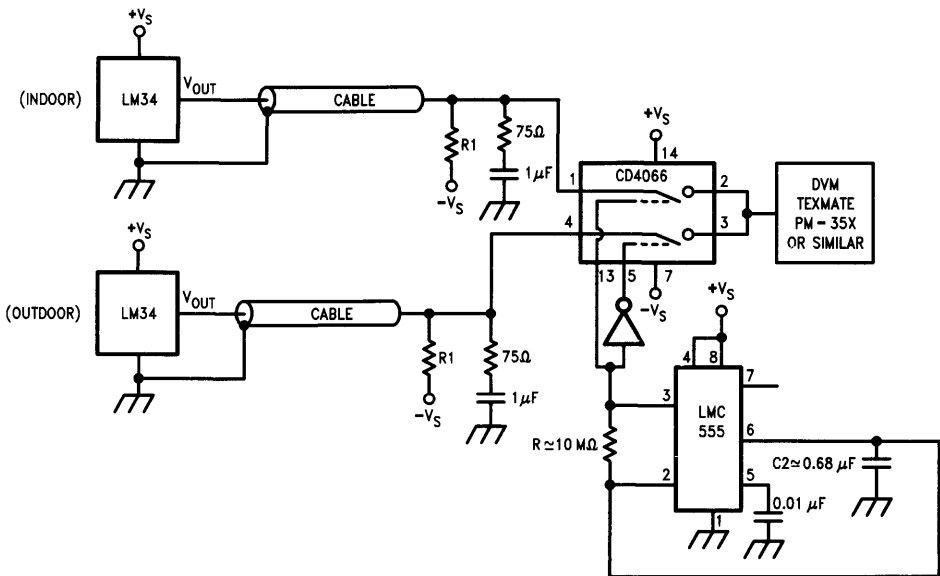 +VS
(INDOOR)
LM34
VOUT
CABLE
R1
75Ω
1μF
−VS
+VS
14
CD4066
1
2
4
3
13
5
7
−VS
DVM
TEXMATE
PM−35X
OR SIMILAR
+VS
(OUTDOOR)
LM34
VOUT
CABLE
R1
75Ω
1μF
−VS
+VS
4
8
7
3
LMC
555
6
R≃10 MΩ
C2≃0.68 μF
2
5
0.01 μF
1